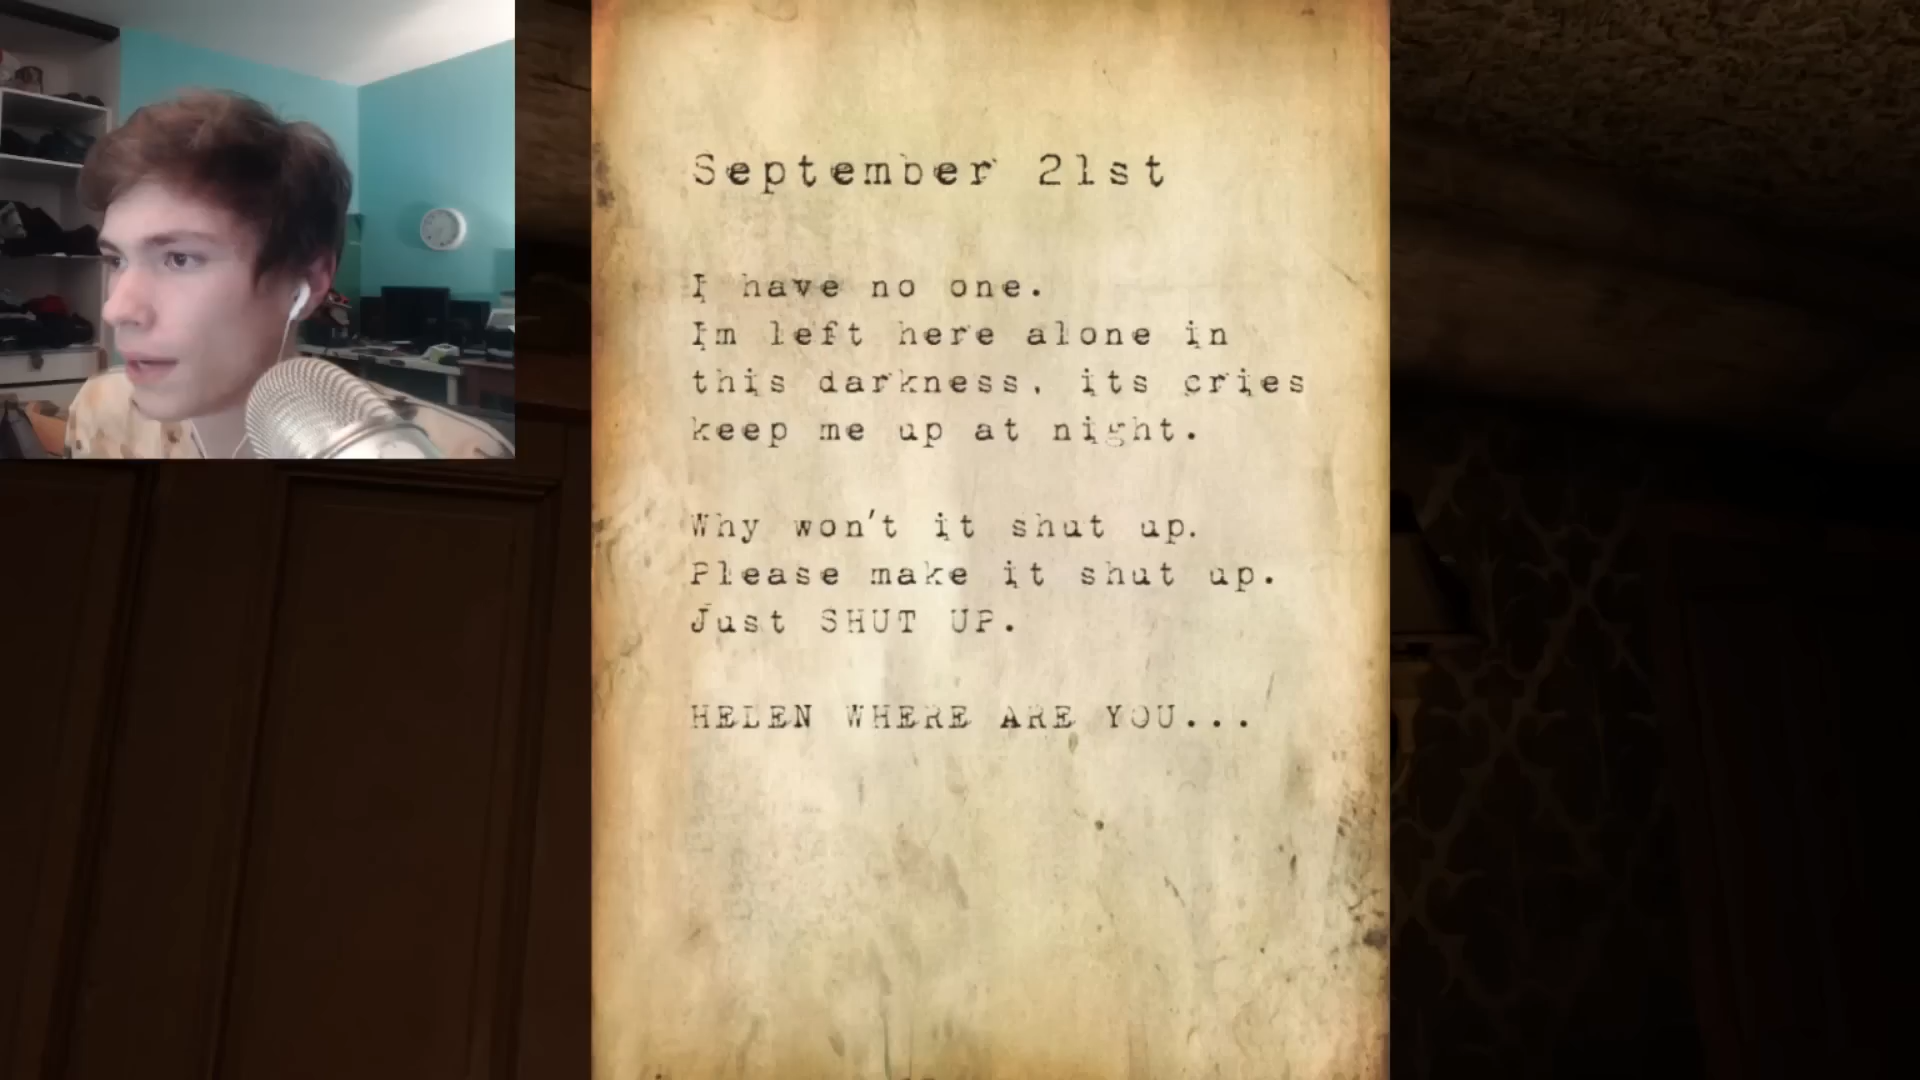 September 21st
I have no one.
Im left here alone in
this darkness, its cries
keep me up at night.
Why won't it shut up.
Please make it shut up.
Just SHUT UP.
HELEN WHERE ARE YOU...